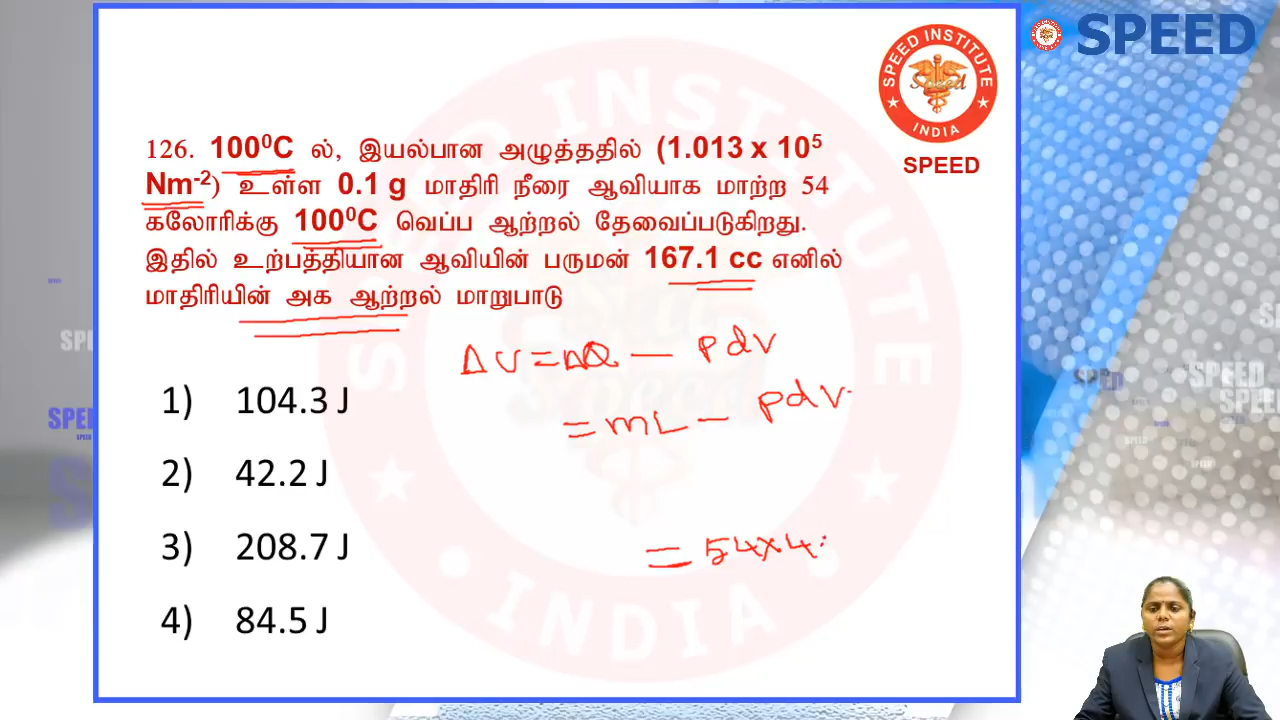 SPEED
SPEED INSTITUTE
Speed
INDIA
SPEED
126. 100⁰C ல், இயல்பான அழுத்ததில் (1.013 x 10⁵
Nm⁻²) உள்ள 0.1 g மாதிரி நீரை ஆவியாக மாற்ற 54
கலோரிக்கு 100⁰C வெப்ப ஆற்றல் தேவைப்படுகிறது.
இதில் உற்பத்தியான ஆவியின் பருமன் 167.1 cc எனில்
மாதிரியின் அக ஆற்றல் மாறுபாடு
ΔU = ΔQ — pdV
= mL — pdV
1) 104.3 J
2) 42.2 J
3) 208.7 J
= 54x4.
4) 84.5 J